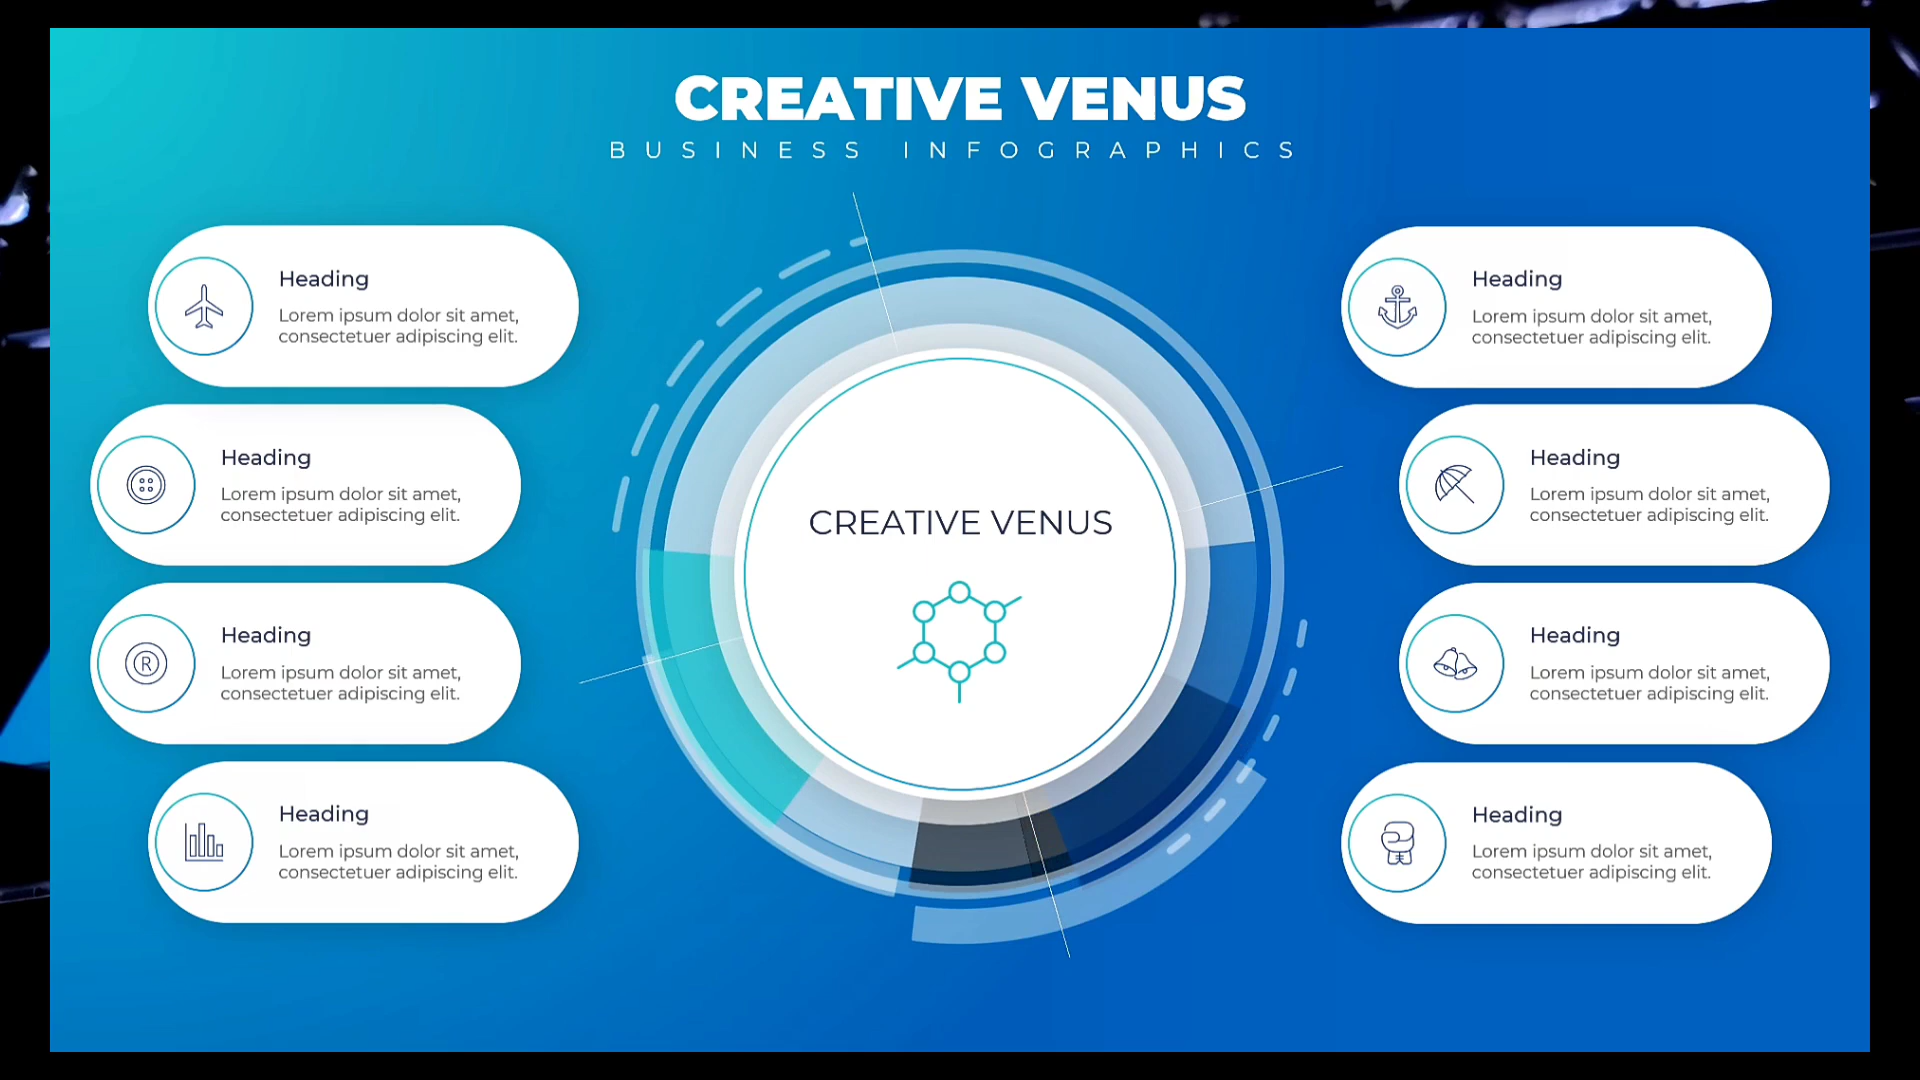 CREATIVE VENUS
BUSINESS INFOGRAPHICS
Heading
Lorem ipsum dolor sit amet,
consectetuer adipiscing elit.
Heading
Lorem ipsum dolor sit amet,
consectetuer adipiscing elit.
R
Heading
Lorem ipsum dolor sit amet,
consectetuer adipiscing elit.
Heading
Lorem ipsum dolor sit amet,
consectetuer adipiscing elit.
CREATIVE VENUS
Heading
Lorem ipsum dolor sit amet,
consectetuer adipiscing elit.
Heading
Lorem ipsum dolor sit amet,
consectetuer adipiscing elit.
Heading
Lorem ipsum dolor sit amet,
consectetuer adipiscing elit.
Heading
Lorem ipsum dolor sit amet,
consectetuer adipiscing elit.